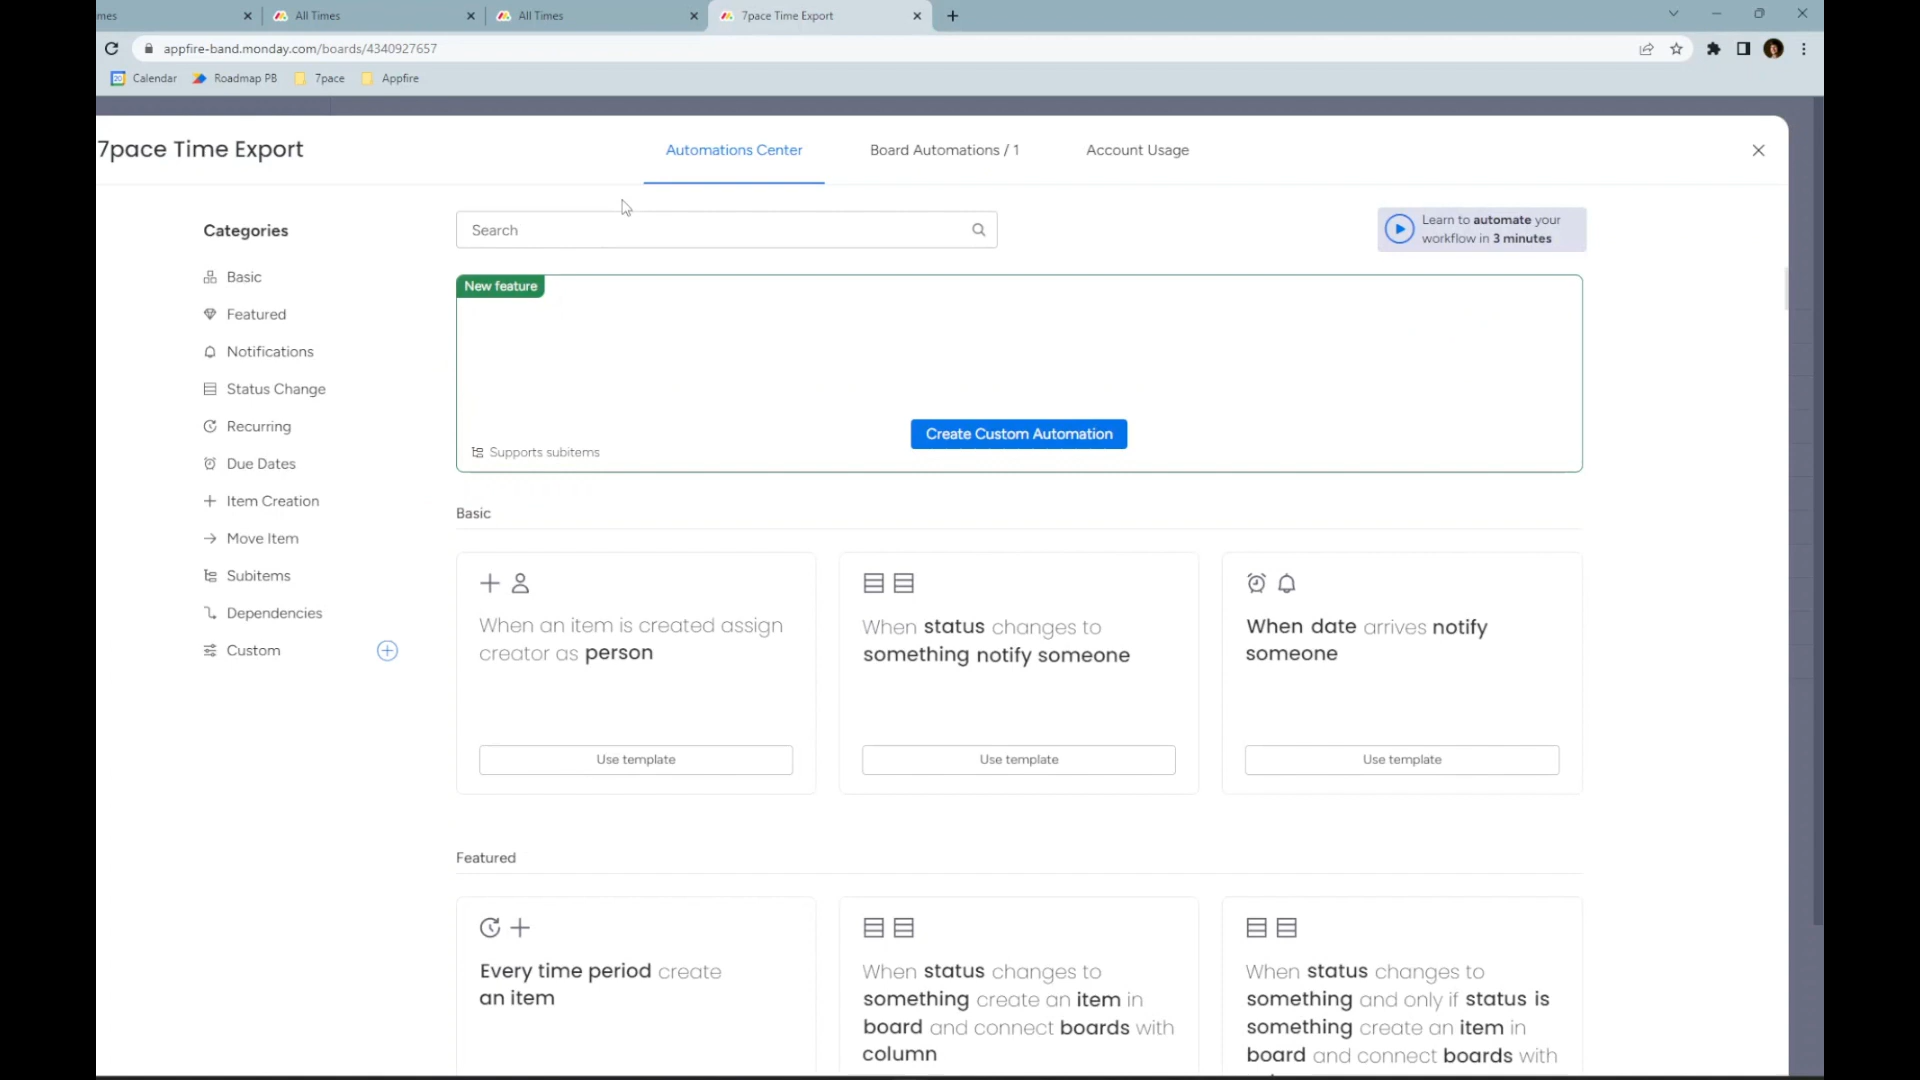 All Times
All Times
7pace Time Export
appfire-band.monday.com/boards/4340927657
Calendar
Roadmap PB
7pace
Appfire
7pace Time Export
Automations Center
Board Automations / 1
Account Usage
Categories
Basic
Featured
Notifications
Status Change
Recurring
Due Dates
Item Creation
Move Item
Subitems
Dependencies
Custom
Search
Learn to automate your
workflow in 3 minutes
New feature
Create Custom Automation
Supports subitems
Basic
When an item is created assign
creator as person
Use template
When status changes to
something notify someone
Use template
When date arrives notify
someone
Use template
Featured
Every time period create
an item
When status changes to
something create an item in
board and connect boards with
column
When status changes to
something and only if status is
something create an item in
board and connect boards with